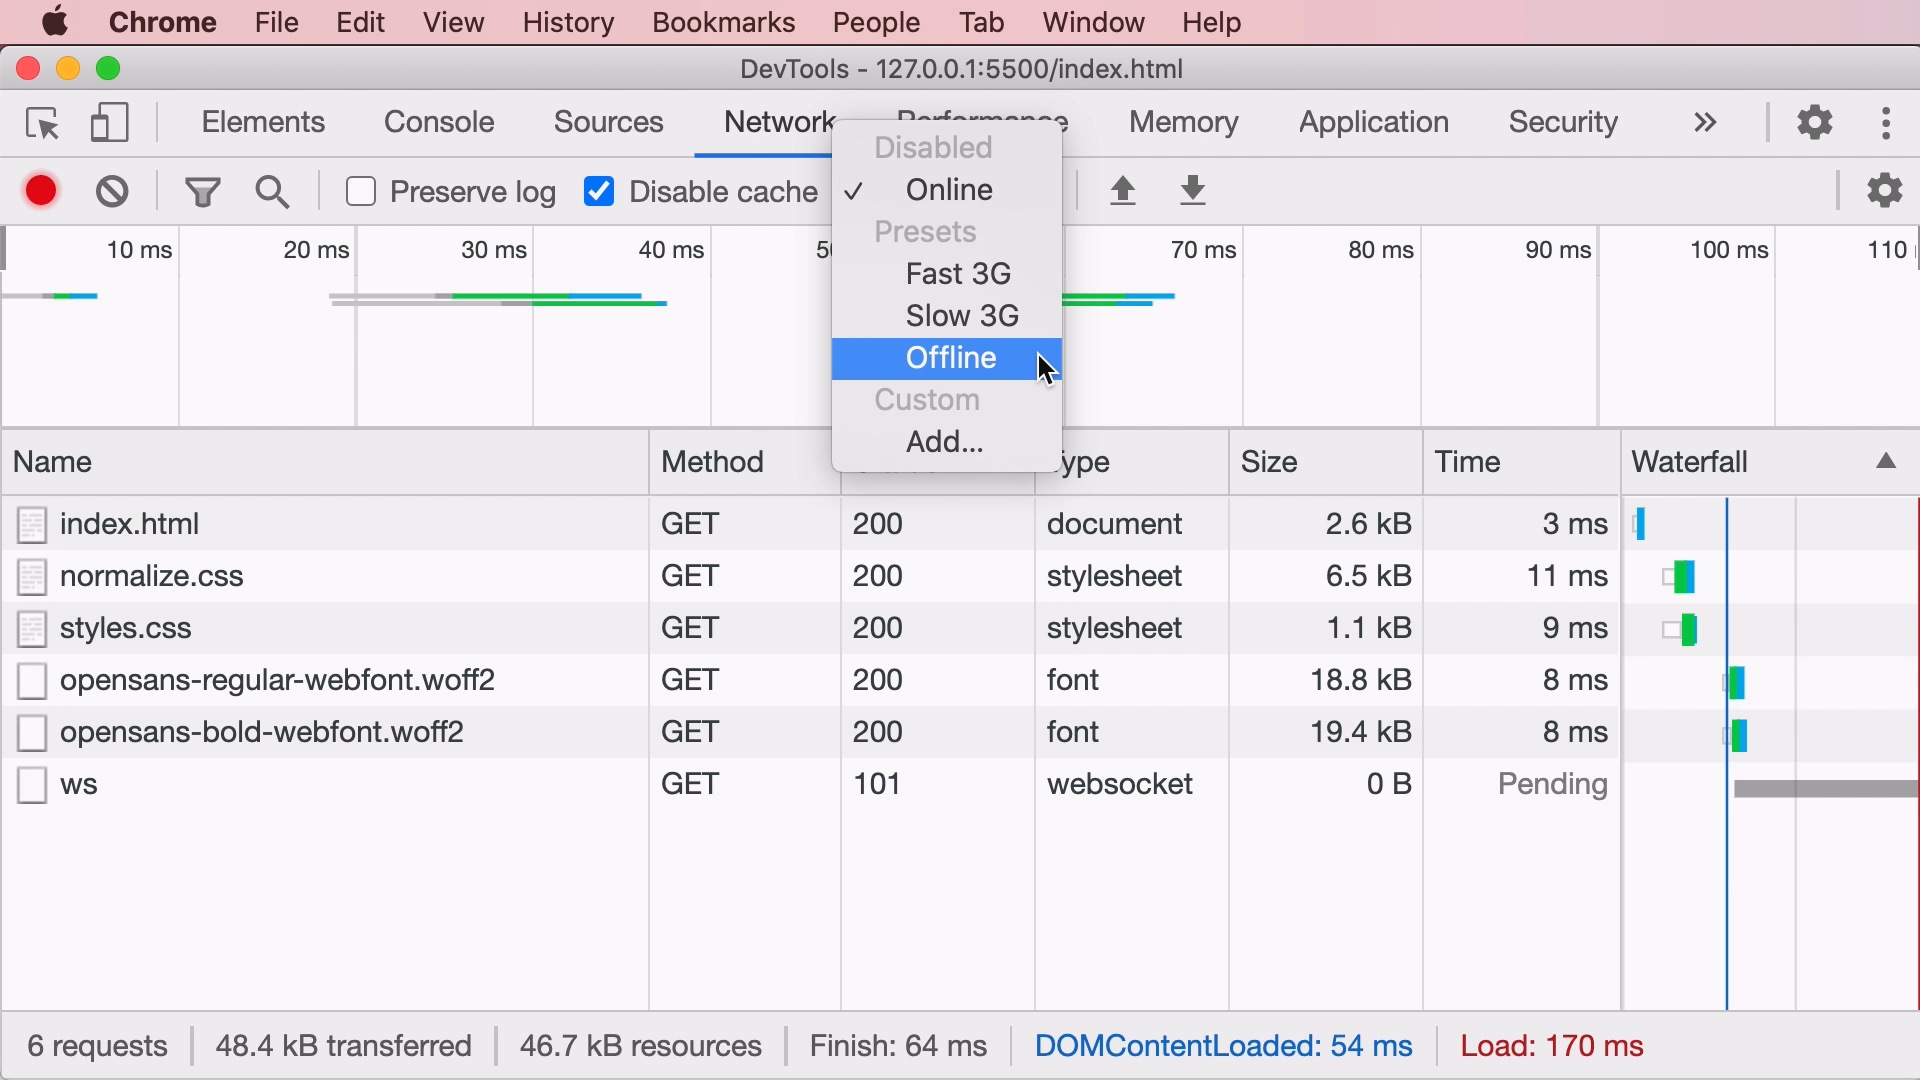 Chrome File Edit View History Bookmarks People Tab Window Help
DevTools - 127.0.0.1:5500/index.html
Elements Console Sources Network Performance Memory Application Security
Preserve log Disable cache
Disabled
✓ Online
Presets
Fast 3G
Slow 3G
Offline
Custom
Add...
10 ms 20 ms 30 ms 40 ms 70 ms 80 ms 90 ms 100 ms 110
Name Method Size Time Waterfall
index.html GET 200 document 2.6 kB 3 ms
normalize.css GET 200 stylesheet 6.5 kB 11 ms
styles.css GET 200 stylesheet 1.1 kB 9 ms
opensans-regular-webfont.woff2 GET 200 font 18.8 kB 8 ms
opensans-bold-webfont.woff2 GET 200 font 19.4 kB 8 ms
ws GET 101 websocket 0 B Pending
6 requests 48.4 kB transferred 46.7 kB resources Finish: 64 ms DOMContentLoaded: 54 ms Load: 170 ms